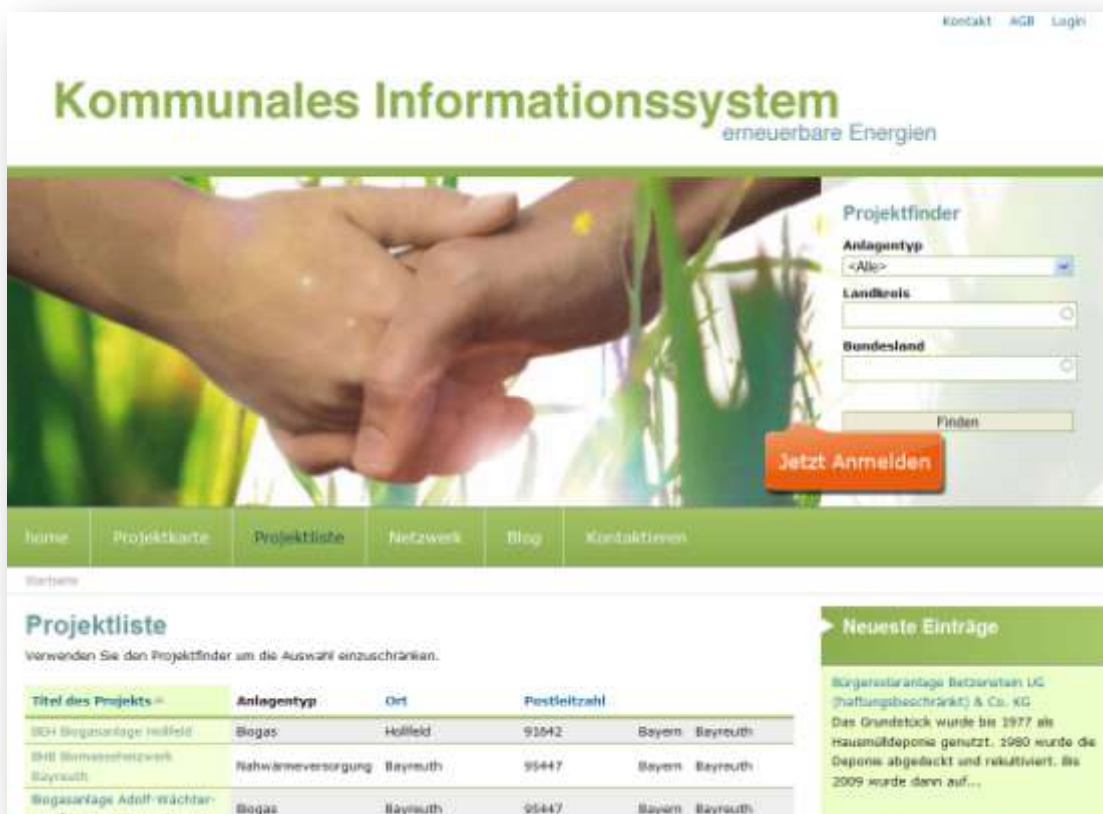 Kontakt AGB Login
Kommunales Informationssystem
erneuerbare Energien
Projektfinder
Anlagentyp
<Alle>
Landkreis
Bundesland
Finden
Jetzt Anmelden
home Projektkarte Projektliste Netzwerk Blog Kontaktieren
Startseite
Projektliste
Verwenden Sie den Projektfinder um die Auswahl einzuschränken.
Titel des Projekts Anlagentyp Ort Postleitzahl
BEH Biogasanlage Hollfeld Biogas Hollfeld Bayern Bayreuth
Bayreuth
Nahwärmeversorgung Bayreuth 95447 Bayern Bayreuth
Biogasanlage Adolf-Wächter-
Biogas Bayreuth 95447 Bayern Bayreuth
Neueste Einträge
Bürgersolaranlage Betzenstein UG
(haftungsbeschränkt) & Co. KG
Das Grundstück wurde bis 1977 als
Hausmülldeponie genutzt. 1980 wurde die
Deponie abgedeckt und rekultiviert. Bis
2009 wurde dann auf...